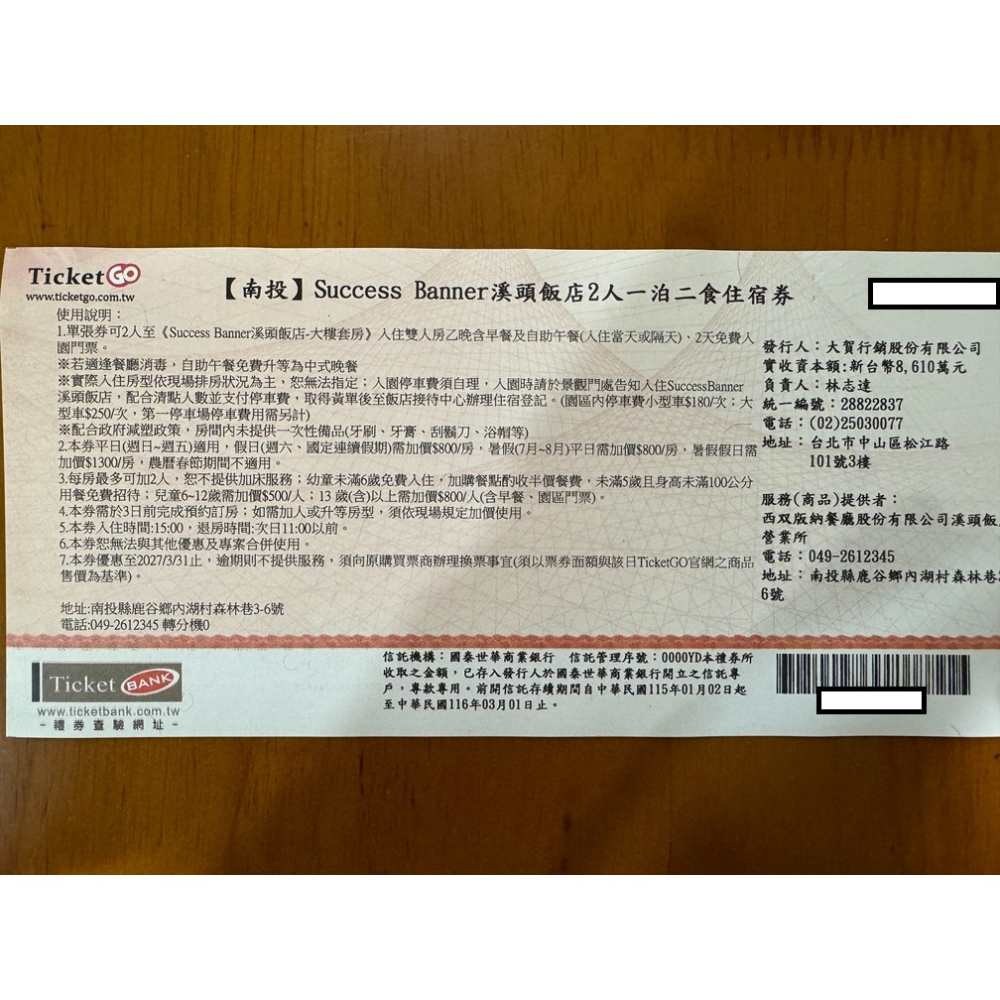 Ticket GO
www.ticketgo.com.tw
【南投】Success Banner溪頭飯店2人一泊二食住宿券
使用說明：
1.單張券可2人至《Success Banner溪頭飯店-大樓套房》入住雙人房乙晚含早餐及自助午餐(入住當天或隔天)、2天免費入
園門票。
※若適逢餐廳消毒，自助午餐免費升等為中式晚餐
※實際入住房型依現場排房狀況為主，恕無法指定；入園停車費須自理，入園時請於景觀門處告知入住SuccessBanner
溪頭飯店，配合清點人數並支付停車費，取得黃單後至飯店接待中心辦理住宿登記。(園區內停車費小型車$180/次；大
型車$250/次，第一停車場停車費用需另計)
※配合政府減塑政策，房間內未提供一次性備品(牙刷、牙膏、刮鬍刀、浴帽等)
2.本券平日(週日~週五)適用，假日(週六、國定連續假期)需加價$800/房，暑假(7月~8月)平日需加價$800/房，暑假假日需
加價$1300/房，農曆春節期間不適用。
3.每房最多可加2人，恕不提供加床服務；幼童未滿6歲免費入住，加購餐點酌收半價餐費，未滿5歲且身高未滿100公分
用餐免費招待；兒童6~12歲需加價$500/人；13 歲(含)以上需加價$800/人(含早餐、園區門票)。
4.本券需於3日前完成預約訂房；如需加人或升等房型，須依現場規定加價使用。
5.本券入住時間:15:00，退房時間:次日11:00以前。
6.本券恕無法與其他優惠及專案合併使用。
7.本券優惠至2027/3/31止，逾期則不提供服務，須向原購買票商辦理換票事宜(須以票券面額與該日TicketGO官網之商品
售價為基準)。
地址:南投縣鹿谷鄉內湖村森林巷3-6號
電話:049-2612345 轉分機0
發行人：大賀行銷股份有限公司
實收資本額:新台幣8,610萬元
負責人：林志達
統一編號：28822837
電話：(02)25030077
地址：台北市中山區松江路
101號3樓
服務(商品)提供者：
西双版納餐廳股份有限公司溪頭飯
營業所
電話：049-2612345
地址：南投縣鹿谷鄉內湖村森林巷
6號
Ticket BANK
www.ticketbank.com.tw
-禮券查驗網址-
信託機構：國泰世華商業銀行 信託管理序號：0000YD本禮券所
收取之金額，已存入發行人於國泰世華商業銀行開立之信託專
戶，專款專用。前開信託存續期間自中華民國115年01月02日起
至中華民國116年03月01日止。